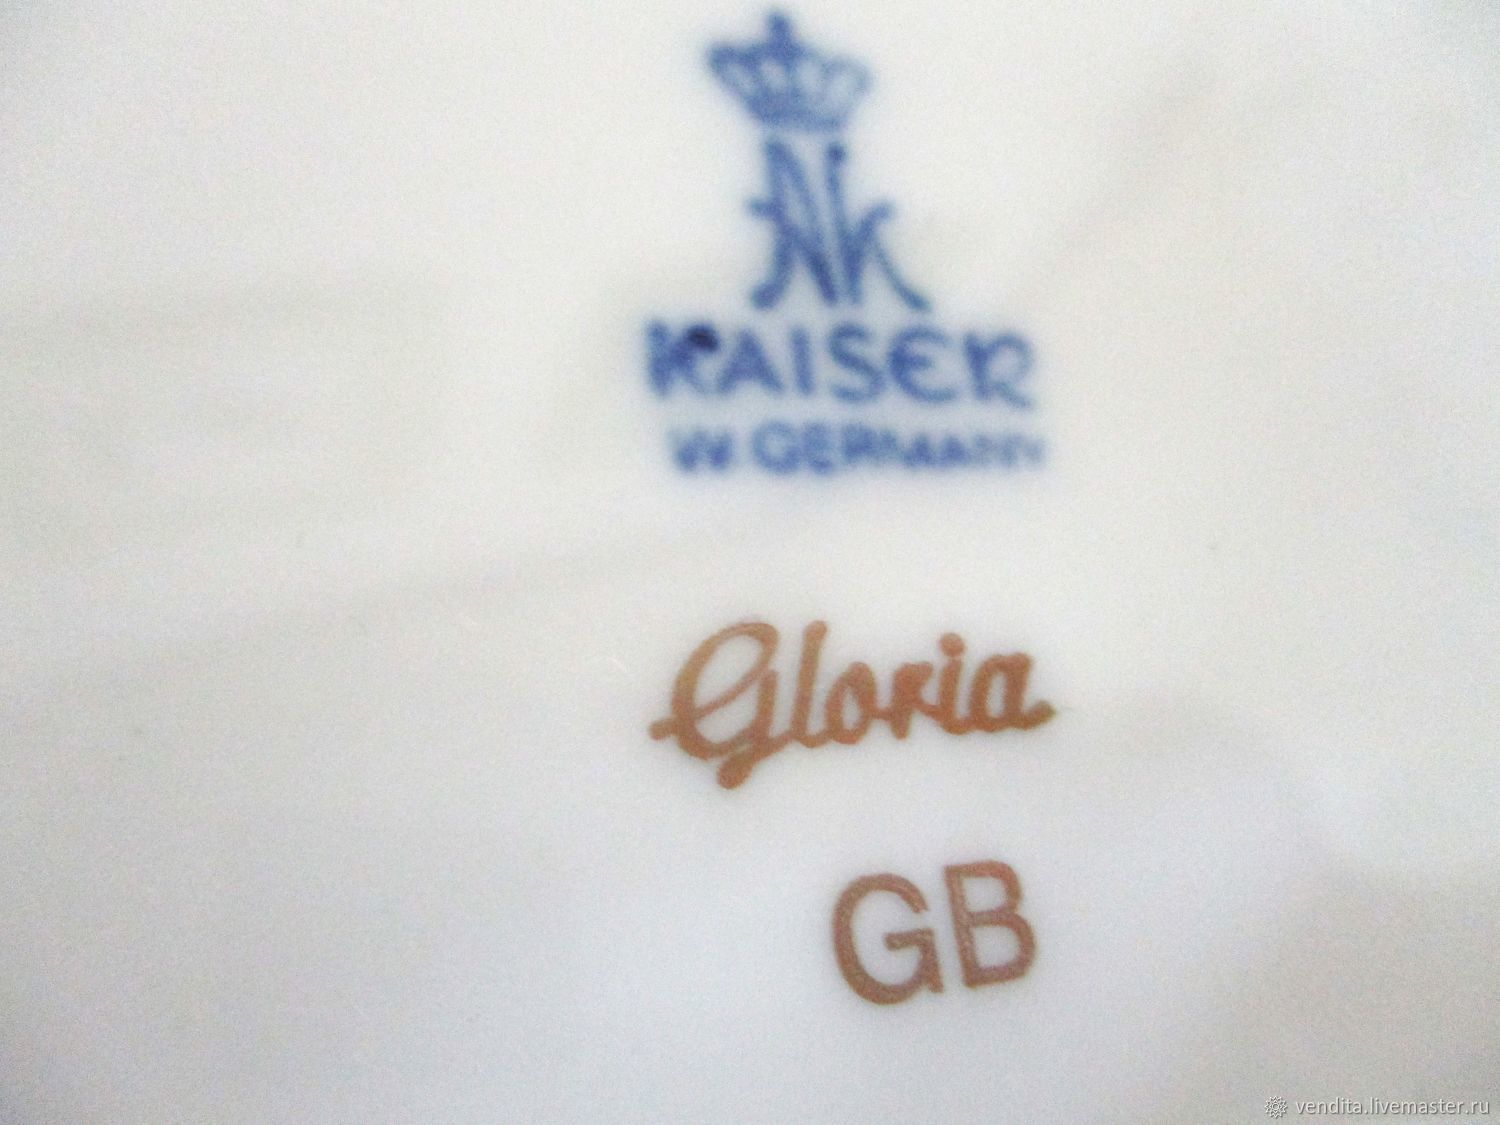 AK
KAISER
W. GERMANY
Gloria
GB
vendita.livemaster.ru